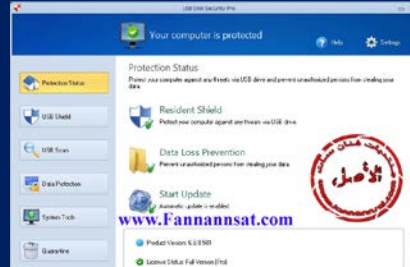 USB Disk Security Pro
Your computer is protected
Help
Settings
Protection Status
Protection Status
Protect your computer against any threats via USB drive and prevent unauthorized persons from stealing your data.
USB Shield
Resident Shield
Protect your computer against any threats via USB drive.
USB Scan
Data Loss Prevention
Prevent unauthorized persons from stealing your data.
Data Protection
الأصلي
Start Update
Automatic update is enabled
System Tools
www.Fannannsat.com
Quarantine
License Status: Full Version